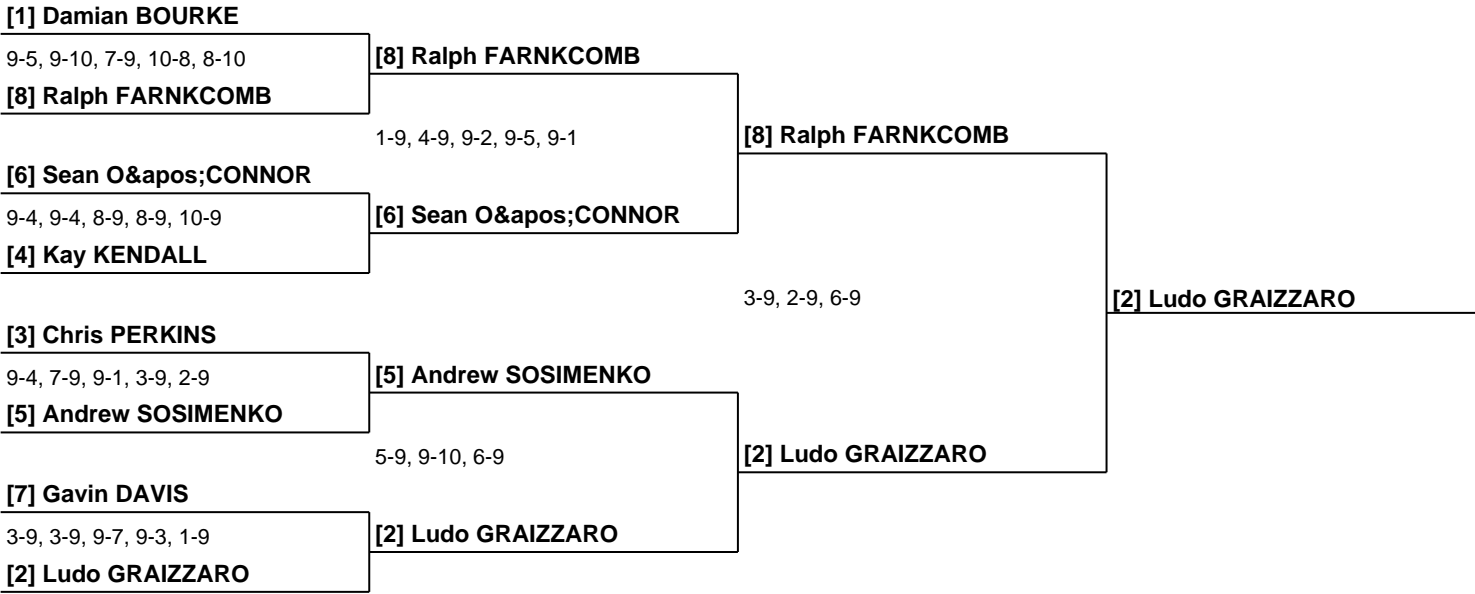 [1] Damian BOURKE
9-5, 9-10, 7-9, 10-8, 8-10
[8] Ralph FARNKCOMB
[8] Ralph FARNKCOMB
1-9, 4-9, 9-2, 9-5, 9-1
[8] Ralph FARNKCOMB
[6] Sean O&apos;CONNOR
9-4, 9-4, 8-9, 8-9, 10-9
[6] Sean O&apos;CONNOR
[4] Kay KENDALL
3-9, 2-9, 6-9
[2] Ludo GRAIZZARO
[3] Chris PERKINS
9-4, 7-9, 9-1, 3-9, 2-9
[5] Andrew SOSIMENKO
[5] Andrew SOSIMENKO
5-9, 9-10, 6-9
[2] Ludo GRAIZZARO
[7] Gavin DAVIS
3-9, 3-9, 9-7, 9-3, 1-9
[2] Ludo GRAIZZARO
[2] Ludo GRAIZZARO